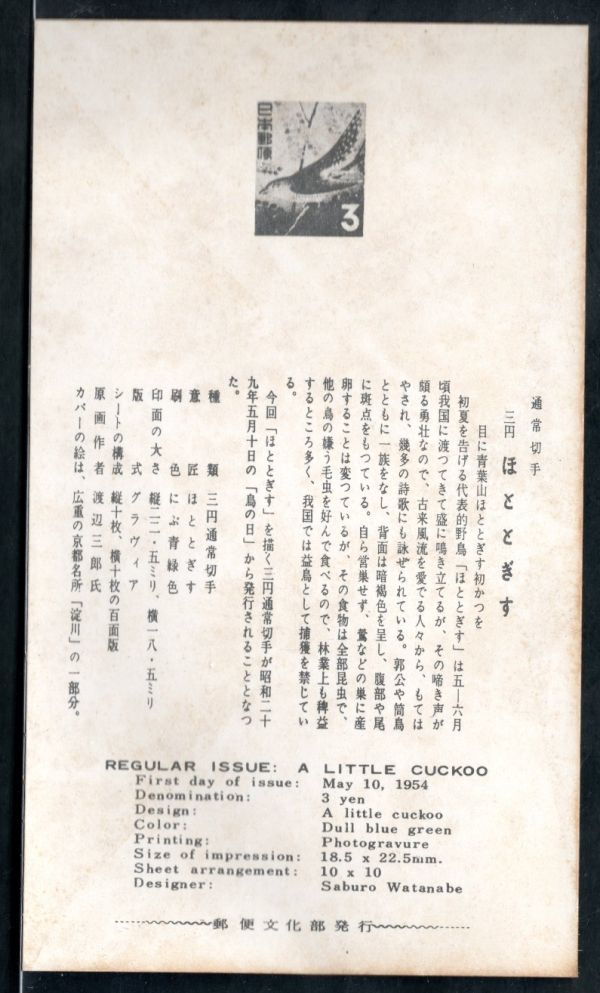 日本郵便
3
通常切手
三円 ほととぎす
目に青葉山ほととぎす初かつを
初夏を告げる代表的野鳥「ほととぎす」は五―六月
頃我国に渡つてきて盛に鳴き立てるが、その啼き声が
頗る勇壮なので、古来風流を愛でる人々から、もては
やされ、幾多の詩歌にも詠ぜられている。郭公や筒鳥
とともに一族をなし、背面は暗褐色を呈し、腹部や尾
に斑点をもつている。自ら営巣せず、鶯などの巣に産
卵することは変つているが、その食物は全部昆虫で、
他の鳥の嫌う毛虫を好んで食べるので、林業上も稗益
するところ多く、我国では益鳥として捕獲を禁じてい
る。
今回「ほととぎす」を描く三円通常切手が昭和二十
九年五月十日の「鳥の日」から発行されることとなつ
た。
種類 三円通常切手
意匠 ほととぎす
刷色 にぶ青緑色
印面の大さ 縦二二・五ミリ、横一八・五ミリ
版式 グラヴィア
シートの構成 縦十枚、横十枚の百面版
原画作者 渡辺三郎氏
カバーの絵は、広重の京都名所「淀川」の一部分。
REGULAR ISSUE: A LITTLE CUCKOO
First day of issue: May 10, 1954
Denomination: 3 yen
Design: A little cuckoo
Color: Dull blue green
Printing: Photogravure
Size of impression: 18.5 x 22.5mm.
Sheet arrangement: 10 x 10
Designer: Saburo Watanabe
郵便文化部発行